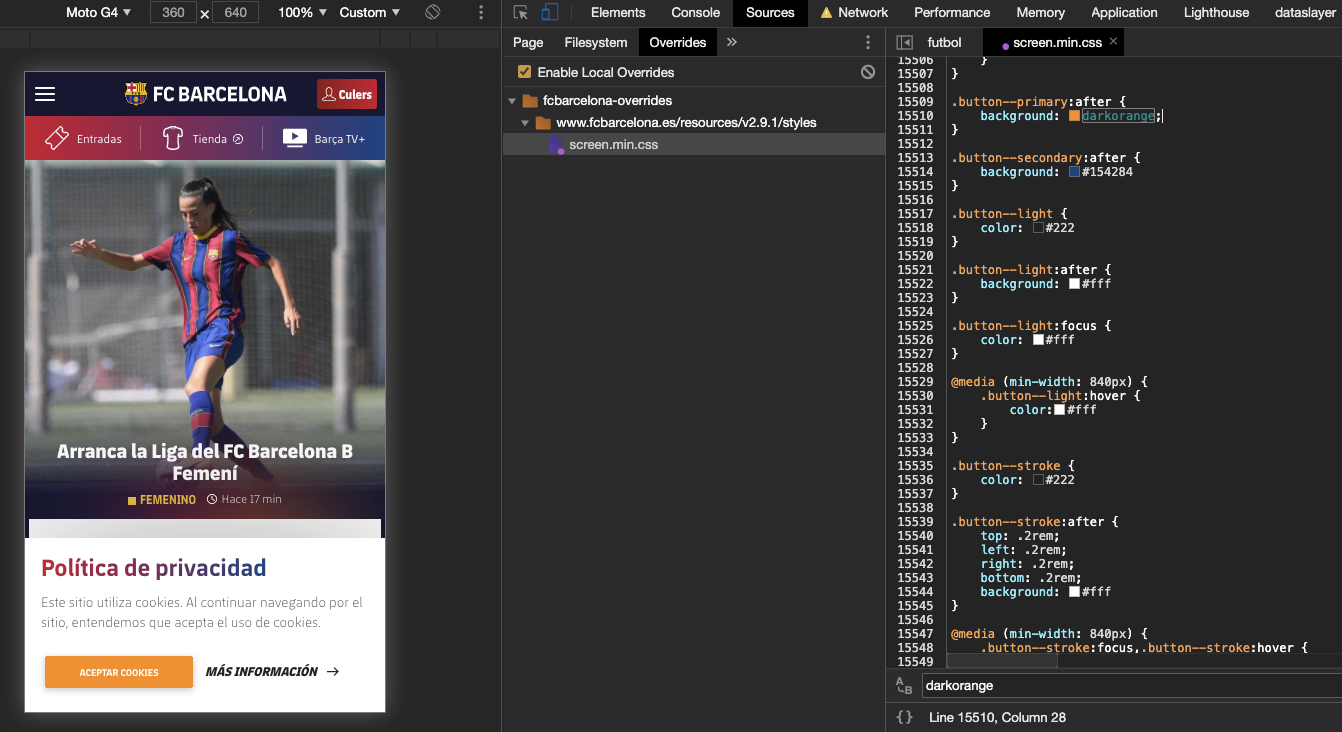 Moto G4 ▼ 360 × 640 100% ▼ Custom ▼
Elements Console Sources Network Performance Memory Application Lighthouse dataslayer
Page Filesystem Overrides »
futbol screen.min.css ×
Enable Local Overrides
fcbarcelona-overrides
www.fcbarcelona.es/resources/v2.9.1/styles
screen.min.css
FC BARCELONA Culers
Entradas Tienda Barça TV+
Arranca la Liga del FC Barcelona B
Femení
FEMENINO Hace 17 min
Política de privacidad
Este sitio utiliza cookies. Al continuar navegando por el
sitio, entendemos que acepta el uso de cookies.
ACEPTAR COOKIES MÁS INFORMACIÓN →
15506 }
15507 }
15508
15509 .button--primary:after {
15510 background: darkorange;
15511 }
15512
15513 .button--secondary:after {
15514 background: #154284
15515 }
15516
15517 .button--light {
15518 color: #222
15519 }
15520
15521 .button--light:after {
15522 background: #fff
15523 }
15524
15525 .button--light:focus {
15526 color: #fff
15527 }
15528
15529 @media (min-width: 840px) {
15530 .button--light:hover {
15531 color:#fff
15532 }
15533 }
15534
15535 .button--stroke {
15536 color: #222
15537 }
15538
15539 .button--stroke:after {
15540 top: .2rem;
15541 left: .2rem;
15542 right: .2rem;
15543 bottom: .2rem;
15544 background: #fff
15545 }
15546
15547 @media (min-width: 840px) {
15548 .button--stroke:focus,.button--stroke:hover {
15549
darkorange
{} Line 15510, Column 28